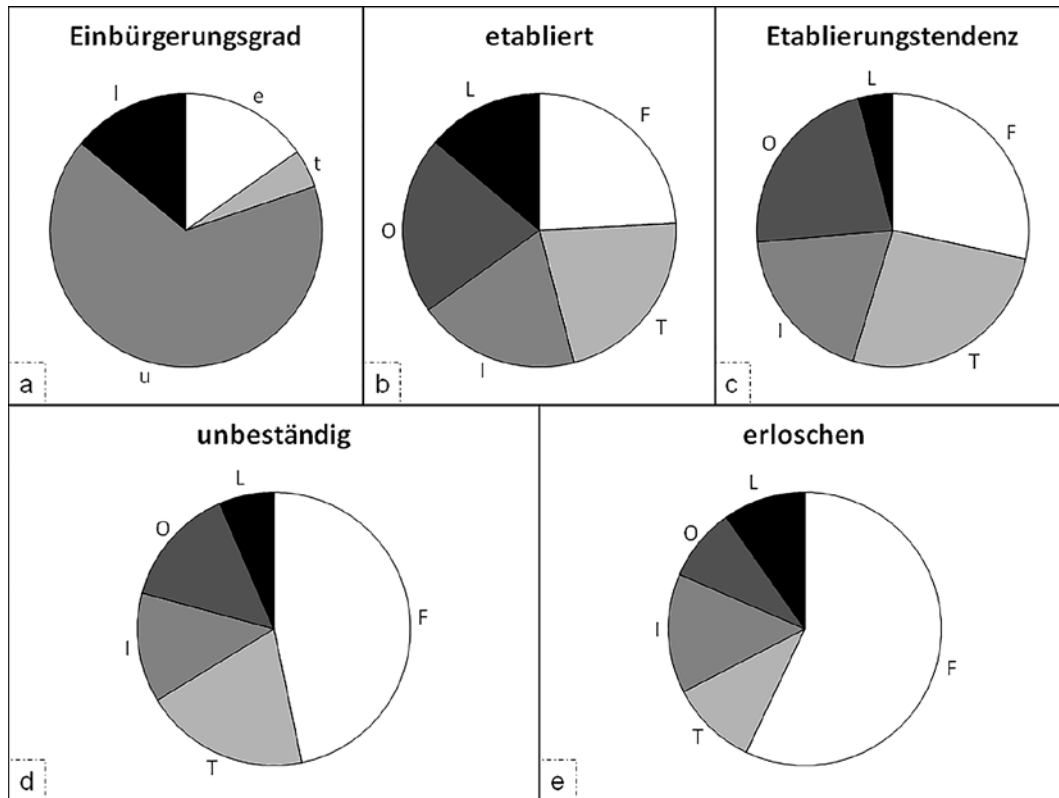 Einbürgerungsgrad
l
e
t
u
a
etabliert
L
F
O
T
I
b
Etablierungstendenz
L
F
O
I
T
c
unbeständig
L
O
F
I
T
d
erloschen
L
O
I
F
T
e